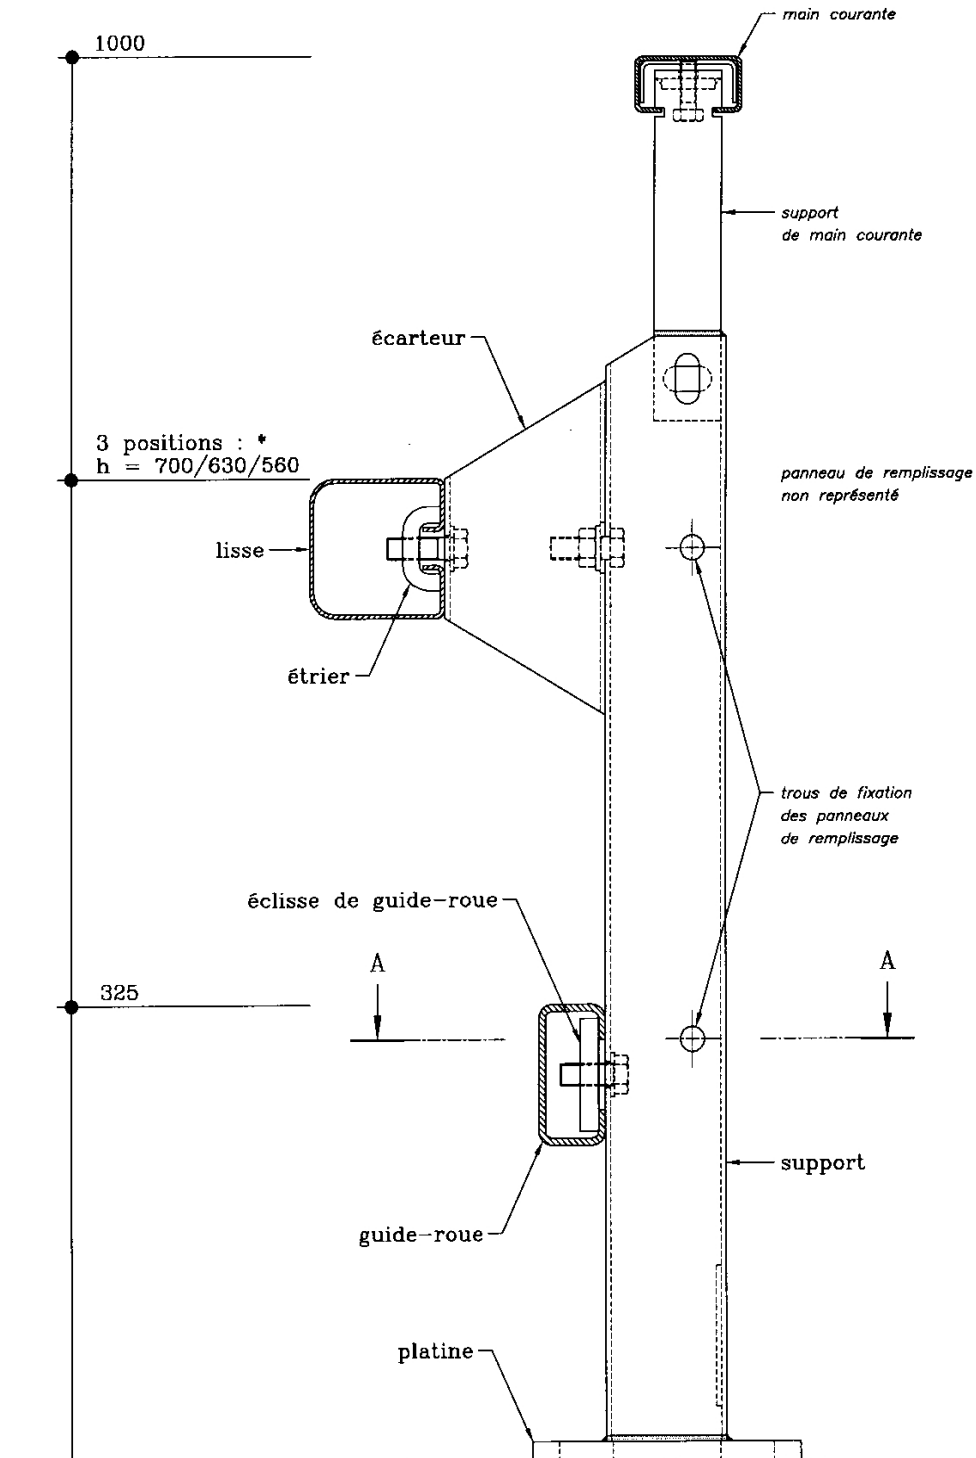 main courante
1000
support
de main courante
écarteur
3 positions : *
h = 700/630/560
panneau de remplissage
non représenté
lisse
étrier
trous de fixation
des panneaux
de remplissage
éclisse de guide-roue
A
A
325
support
guide-roue
platine